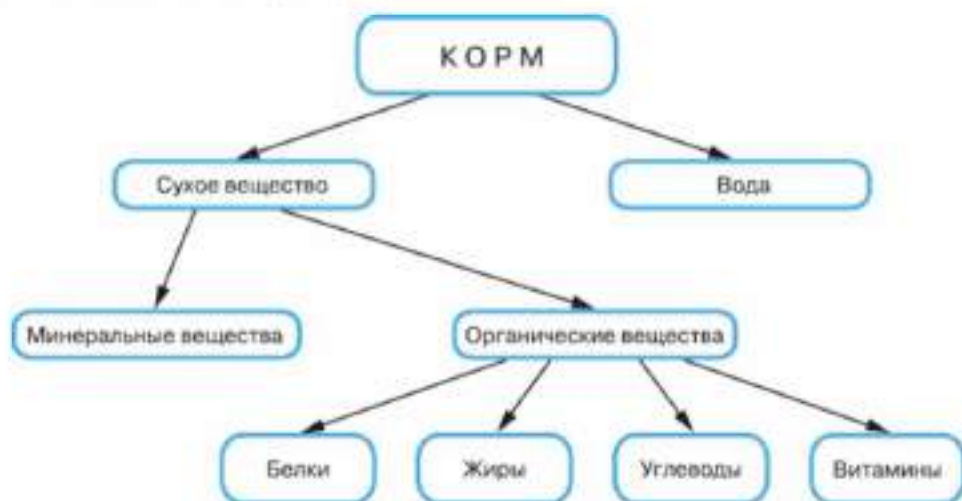 КОРМ
Сухое вещество
Вода
Минеральные вещества
Органические вещества
Белки
Жиры
Углеводы
Витамины